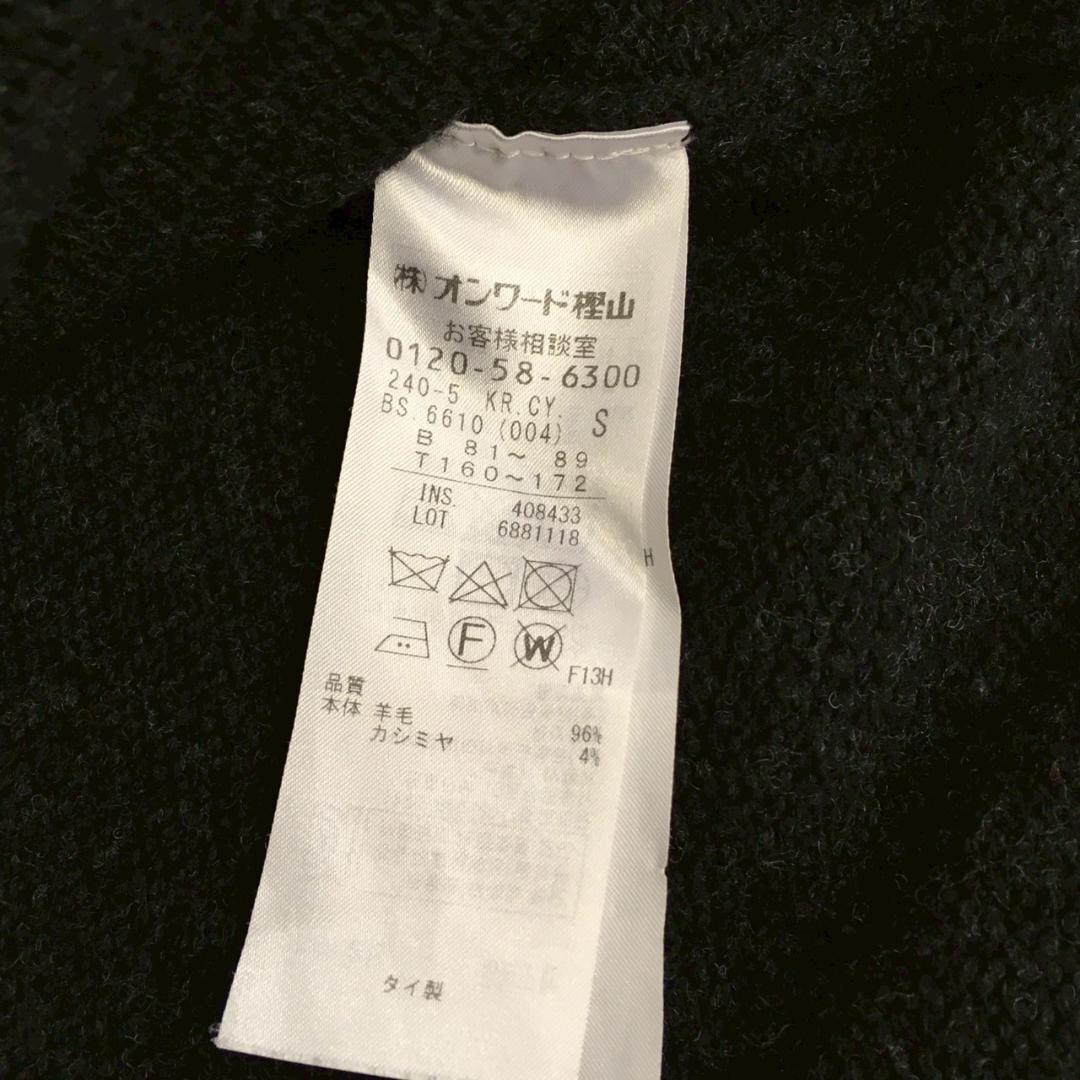 (株)オンワード樫山
お客様相談室
0120-58-6300
240-5 KR.CY.
BS.6610 (004) S
B 81～ 89
T160～172
INS. 408433
LOT 6881118
H
F
W
F13H
品質
本体 羊毛 96%
カシミヤ 4%
タイ製